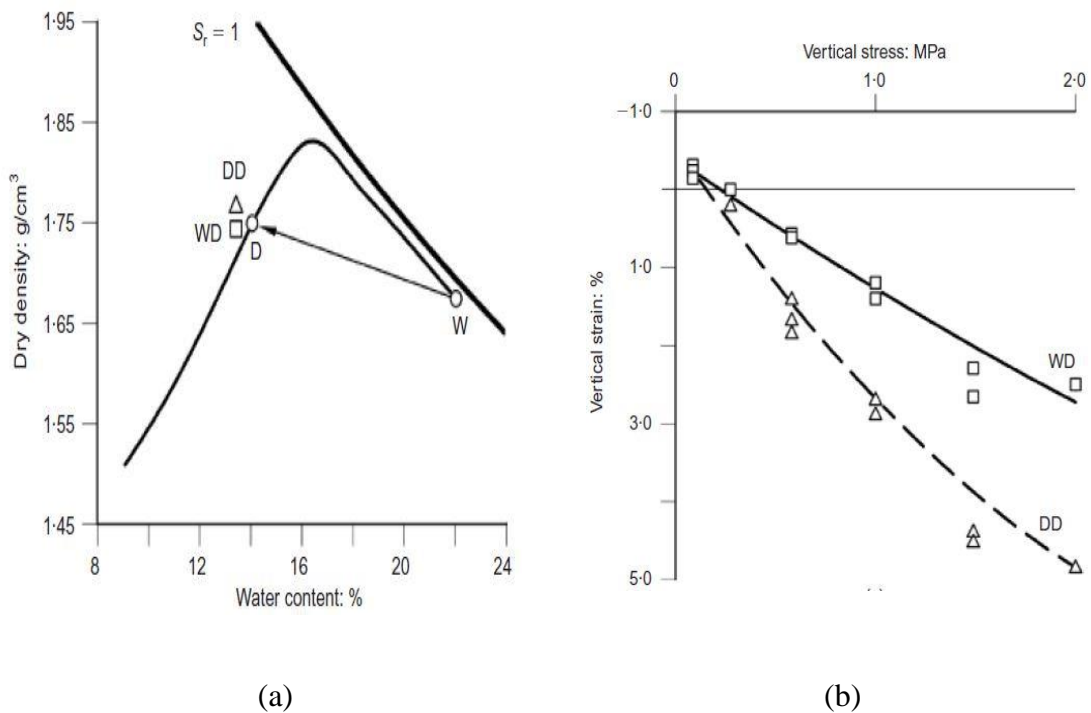 1·95
1·85
1·75
1·65
1·55
1·45
Dry density: g/cm³
Sᵣ = 1
DD
WD
D
W
8
12
16
20
24
Water content: %
(a)
Vertical stress: MPa
0
1·0
2·0
−1·0
1·0
3·0
5·0
Vertical strain: %
WD
DD
(b)